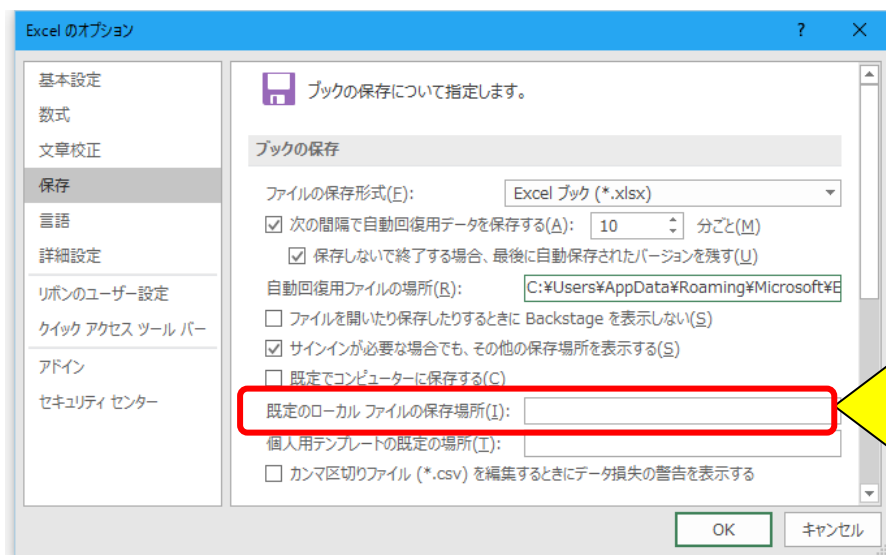 Excel のオプション ? ×
基本設定
数式
文章校正
保存
言語
詳細設定
リボンのユーザー設定
クイック アクセス ツール バー
アドイン
セキュリティ センター
ブックの保存について指定します。
ブックの保存
ファイルの保存形式(F): Excel ブック (*.xlsx)
次の間隔で自動回復用データを保存する(A): 10 分ごと(M)
保存しないで終了する場合、最後に自動保存されたバージョンを残す(U)
自動回復用ファイルの場所(R): C:¥Users¥AppData¥Roaming¥Microsoft¥E
ファイルを開いたり保存したりするときに Backstage を表示しない(S)
サインインが必要な場合でも、その他の保存場所を表示する(S)
既定でコンピューターに保存する(C)
既定のローカル ファイルの保存場所(I):
個人用テンプレートの既定の場所(T):
カンマ区切りファイル (*.csv) を編集するときにデータ損失の警告を表示する
OK キャンセル